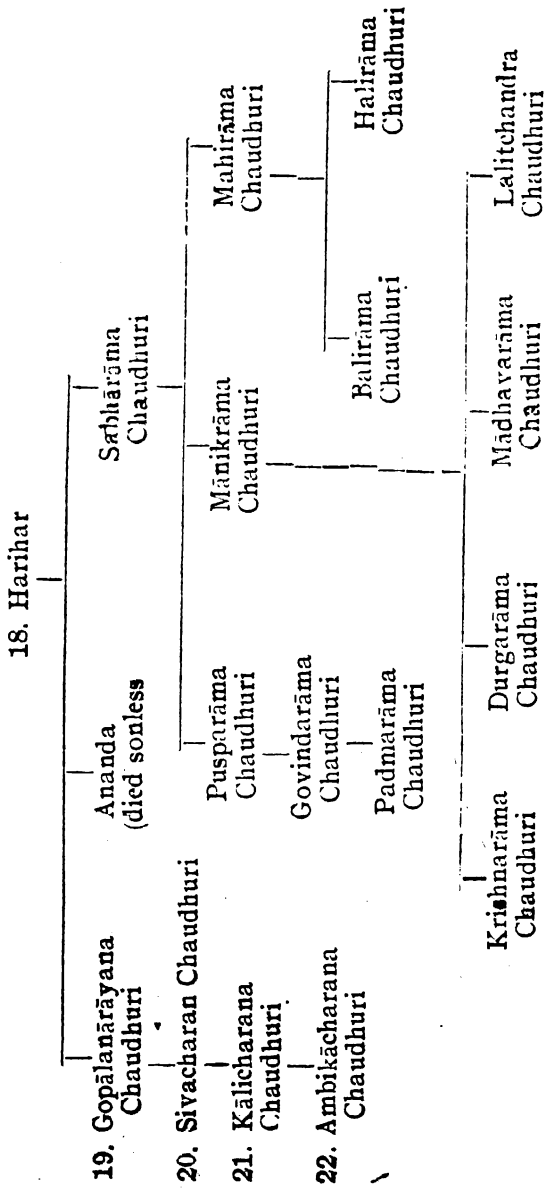 18. Harihar
19. Gopālanārāyana
Chaudhuri
Ananda
(died sonless
Sabhārāma
Chaudhuri
20. Sivacharan Chaudhuri
Pusparāma
Chaudhuri
Mānikrāma
Chaudhuri
Mahirāma
Chaudhuri
21. Kālicharana
Chaudhuri
Govindarāma
Chaudhuri
Balirāma
Chaudhuri
Halirāma
Chaudhuri
22. Ambikācharana
Chaudhuri
Padmarāma
Chaudhuri
Krishnarāma
Chaudhuri
Durgarāma
Chaudhuri
Mādhavarāma
Chaudhuri
Lalitchandra
Chaudhuri